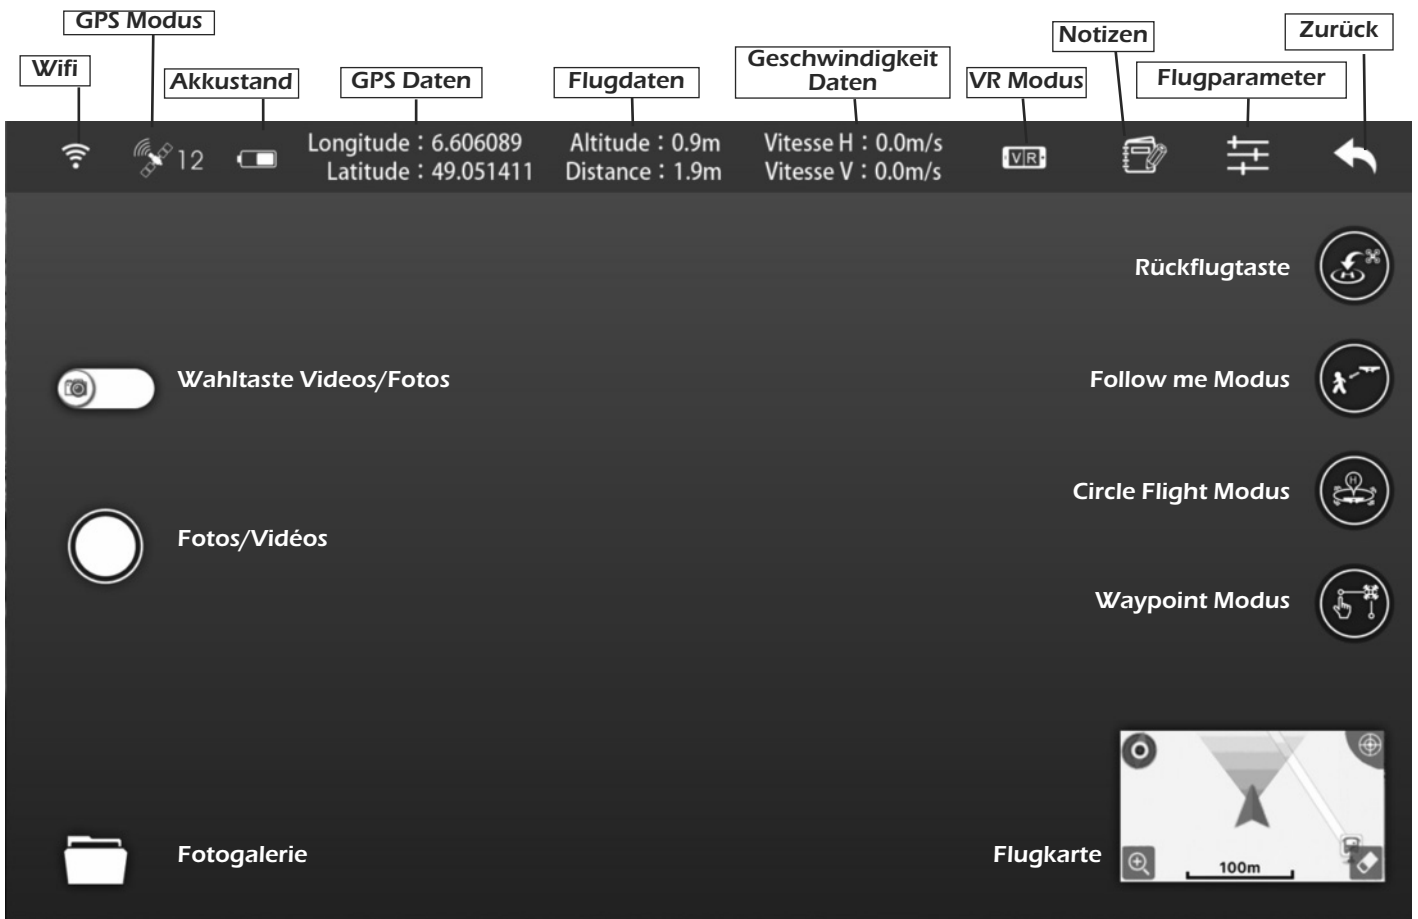 GPS Modus
Notizen
Zurück
Wifi
Akkustand
GPS Daten
Flugdaten
Geschwindigkeit
Daten
VR Modus
Flugparameter
12
Longitude : 6.606089
Latitude : 49.051411
Altitude : 0.9m
Distance : 1.9m
Vitesse H : 0.0m/s
Vitesse V : 0.0m/s
VR
Rückflugtaste
H
Wahltaste Videos/Fotos
Follow me Modus
Circle Flight Modus
H
Fotos/Vidéos
Waypoint Modus
Fotogalerie
Flugkarte
100m